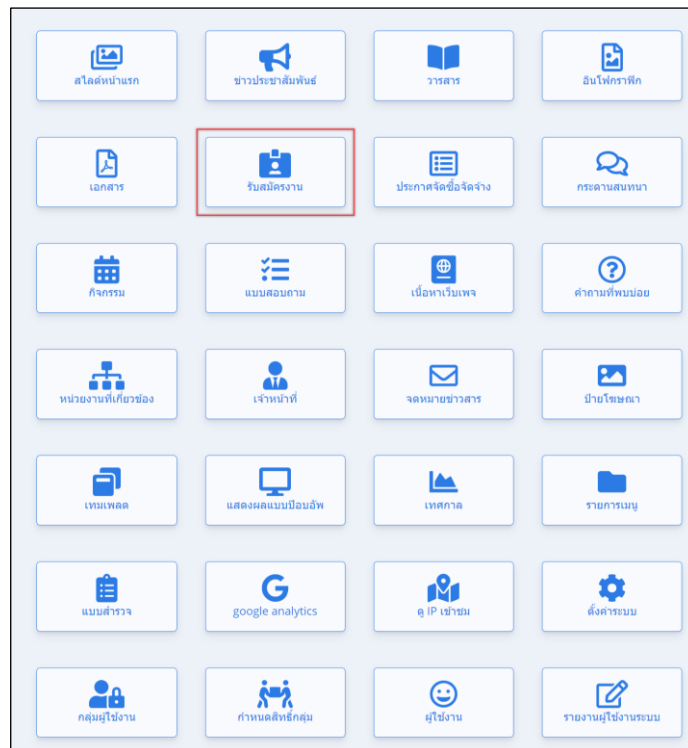 สไลด์หน้าแรก
ข่าวประชาสัมพันธ์
วารสาร
อินโฟกราฟิก
เอกสาร
รับสมัครงาน
ประกาศจัดซื้อจัดจ้าง
กระดานสนทนา
กิจกรรม
แบบสอบถาม
เนื้อหาเว็บเพจ
คำถามที่พบบ่อย
หน่วยงานที่เกี่ยวข้อง
เจ้าหน้าที่
จดหมายข่าวสาร
ป้ายโฆษณา
เทมเพลต
แสดงผลแบบป๊อบอัพ
เทศกาล
รายการเมนู
แบบสำรวจ
google analytics
ดู IP เข้าชม
ตั้งค่าระบบ
กลุ่มผู้ใช้งาน
กำหนดสิทธิ์กลุ่ม
ผู้ใช้งาน
รายงานผู้ใช้งานระบบ